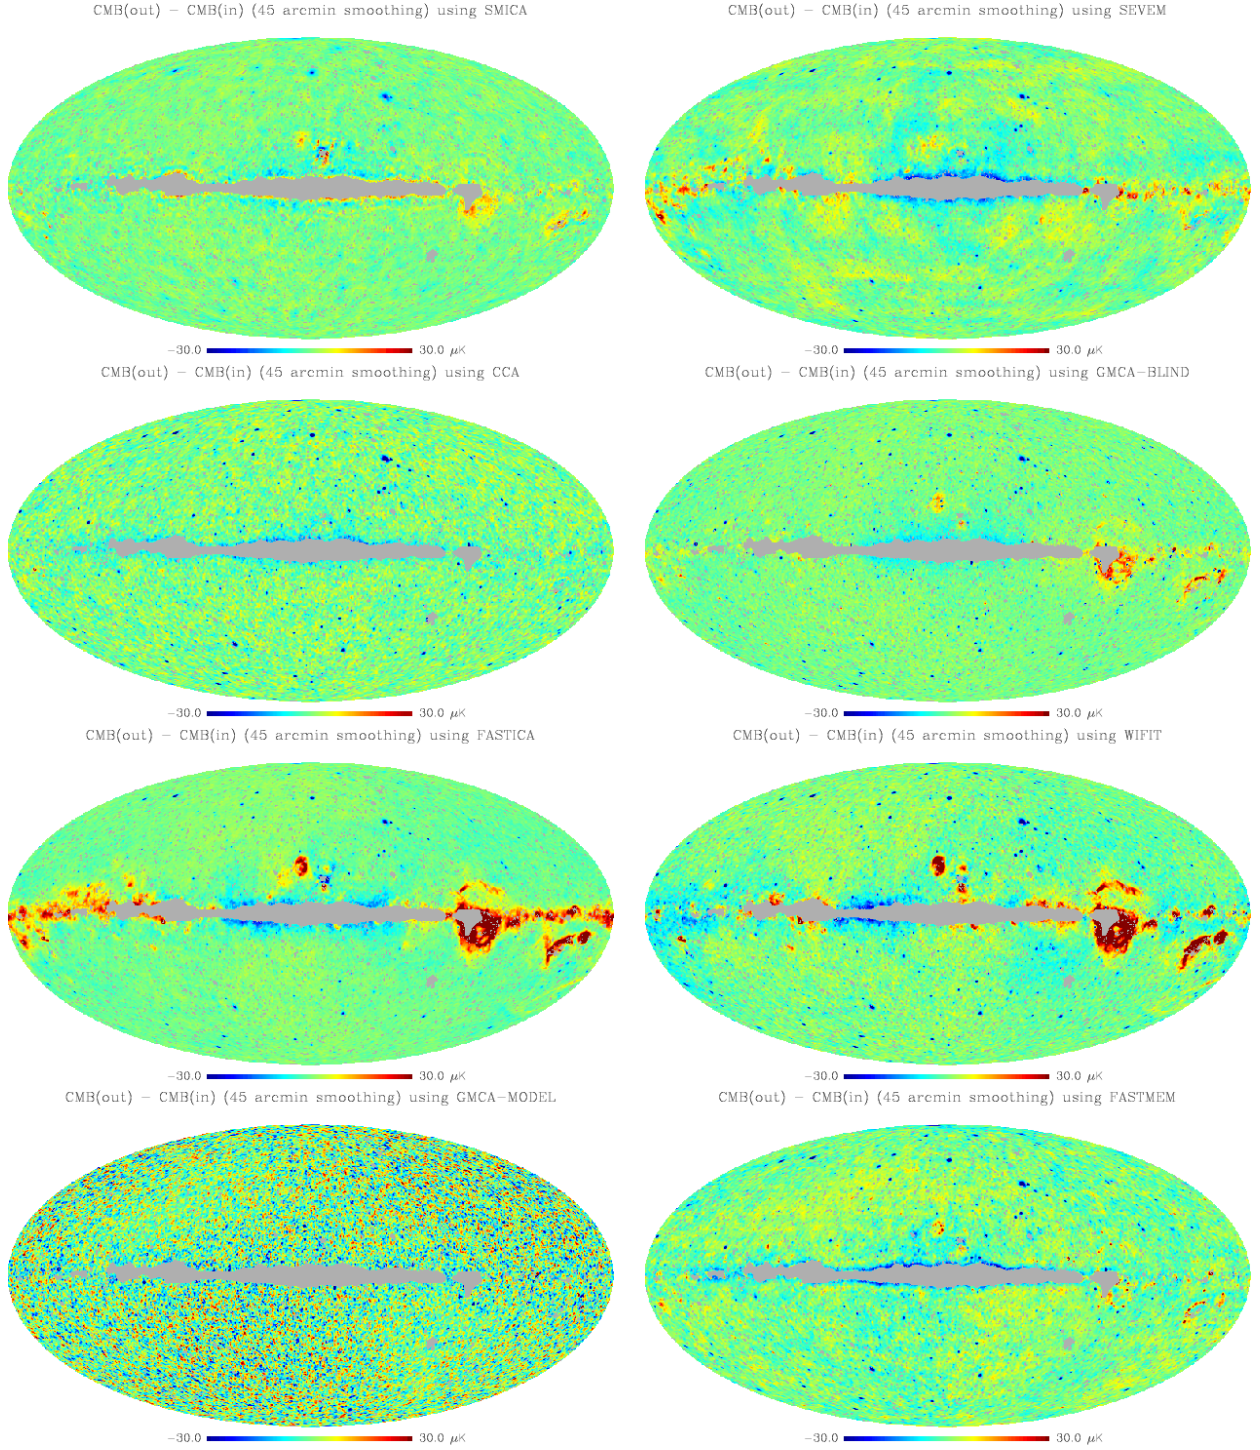 CMB(out) − CMB(in) (45 arcmin smoothing) using SMICA
CMB(out) − CMB(in) (45 arcmin smoothing) using SEVEM
−30.0 30.0 μK
−30.0 30.0 μK
CMB(out) − CMB(in) (45 arcmin smoothing) using CCA
CMB(out) − CMB(in) (45 arcmin smoothing) using GMCA−BLIND
−30.0 30.0 μK
−30.0 30.0 μK
CMB(out) − CMB(in) (45 arcmin smoothing) using FASTICA
CMB(out) − CMB(in) (45 arcmin smoothing) using WIFIT
−30.0 30.0 μK
−30.0 30.0 μK
CMB(out) − CMB(in) (45 arcmin smoothing) using GMCA−MODEL
CMB(out) − CMB(in) (45 arcmin smoothing) using FASTMEM
−30.0 30.0 μK
−30.0 30.0 μK